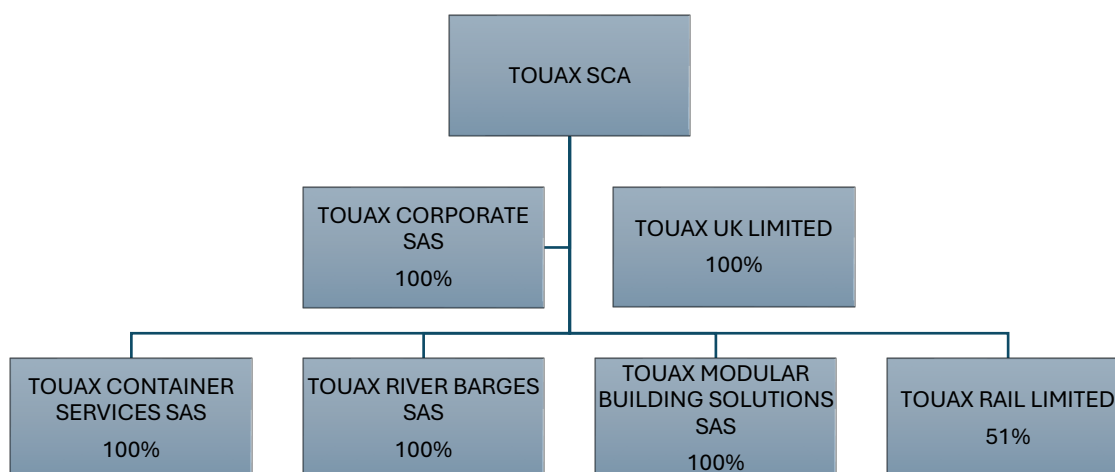 TOUAX SCA
TOUAX CORPORATE
SAS
100%
TOUAX UK LIMITED
100%
TOUAX CONTAINER
SERVICES SAS
100%
TOUAX RIVER BARGES
SAS
100%
TOUAX MODULAR
BUILDING SOLUTIONS
SAS
100%
TOUAX RAIL LIMITED
51%